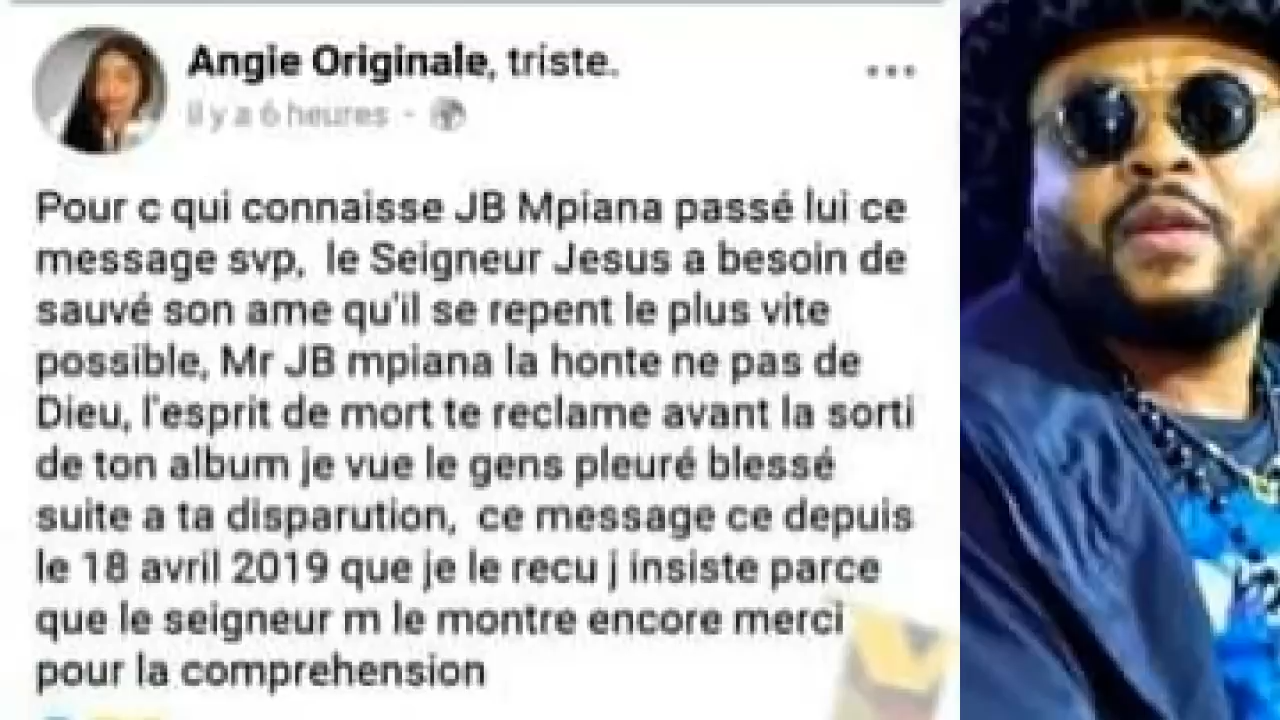 Angie Originale, triste.
il y a 6 heures ·
Pour c qui connaisse JB Mpiana passé lui ce
message svp, le Seigneur Jesus a besoin de
sauvé son ame qu'il se repent le plus vite
possible, Mr JB mpiana la honte ne pas de
Dieu, l'esprit de mort te reclame avant la sorti
de ton album je vue le gens pleuré blessé
suite a ta disparution, ce message ce depuis
le 18 avril 2019 que je le recu j insiste parce
que le seigneur m le montre encore merci
pour la comprehension